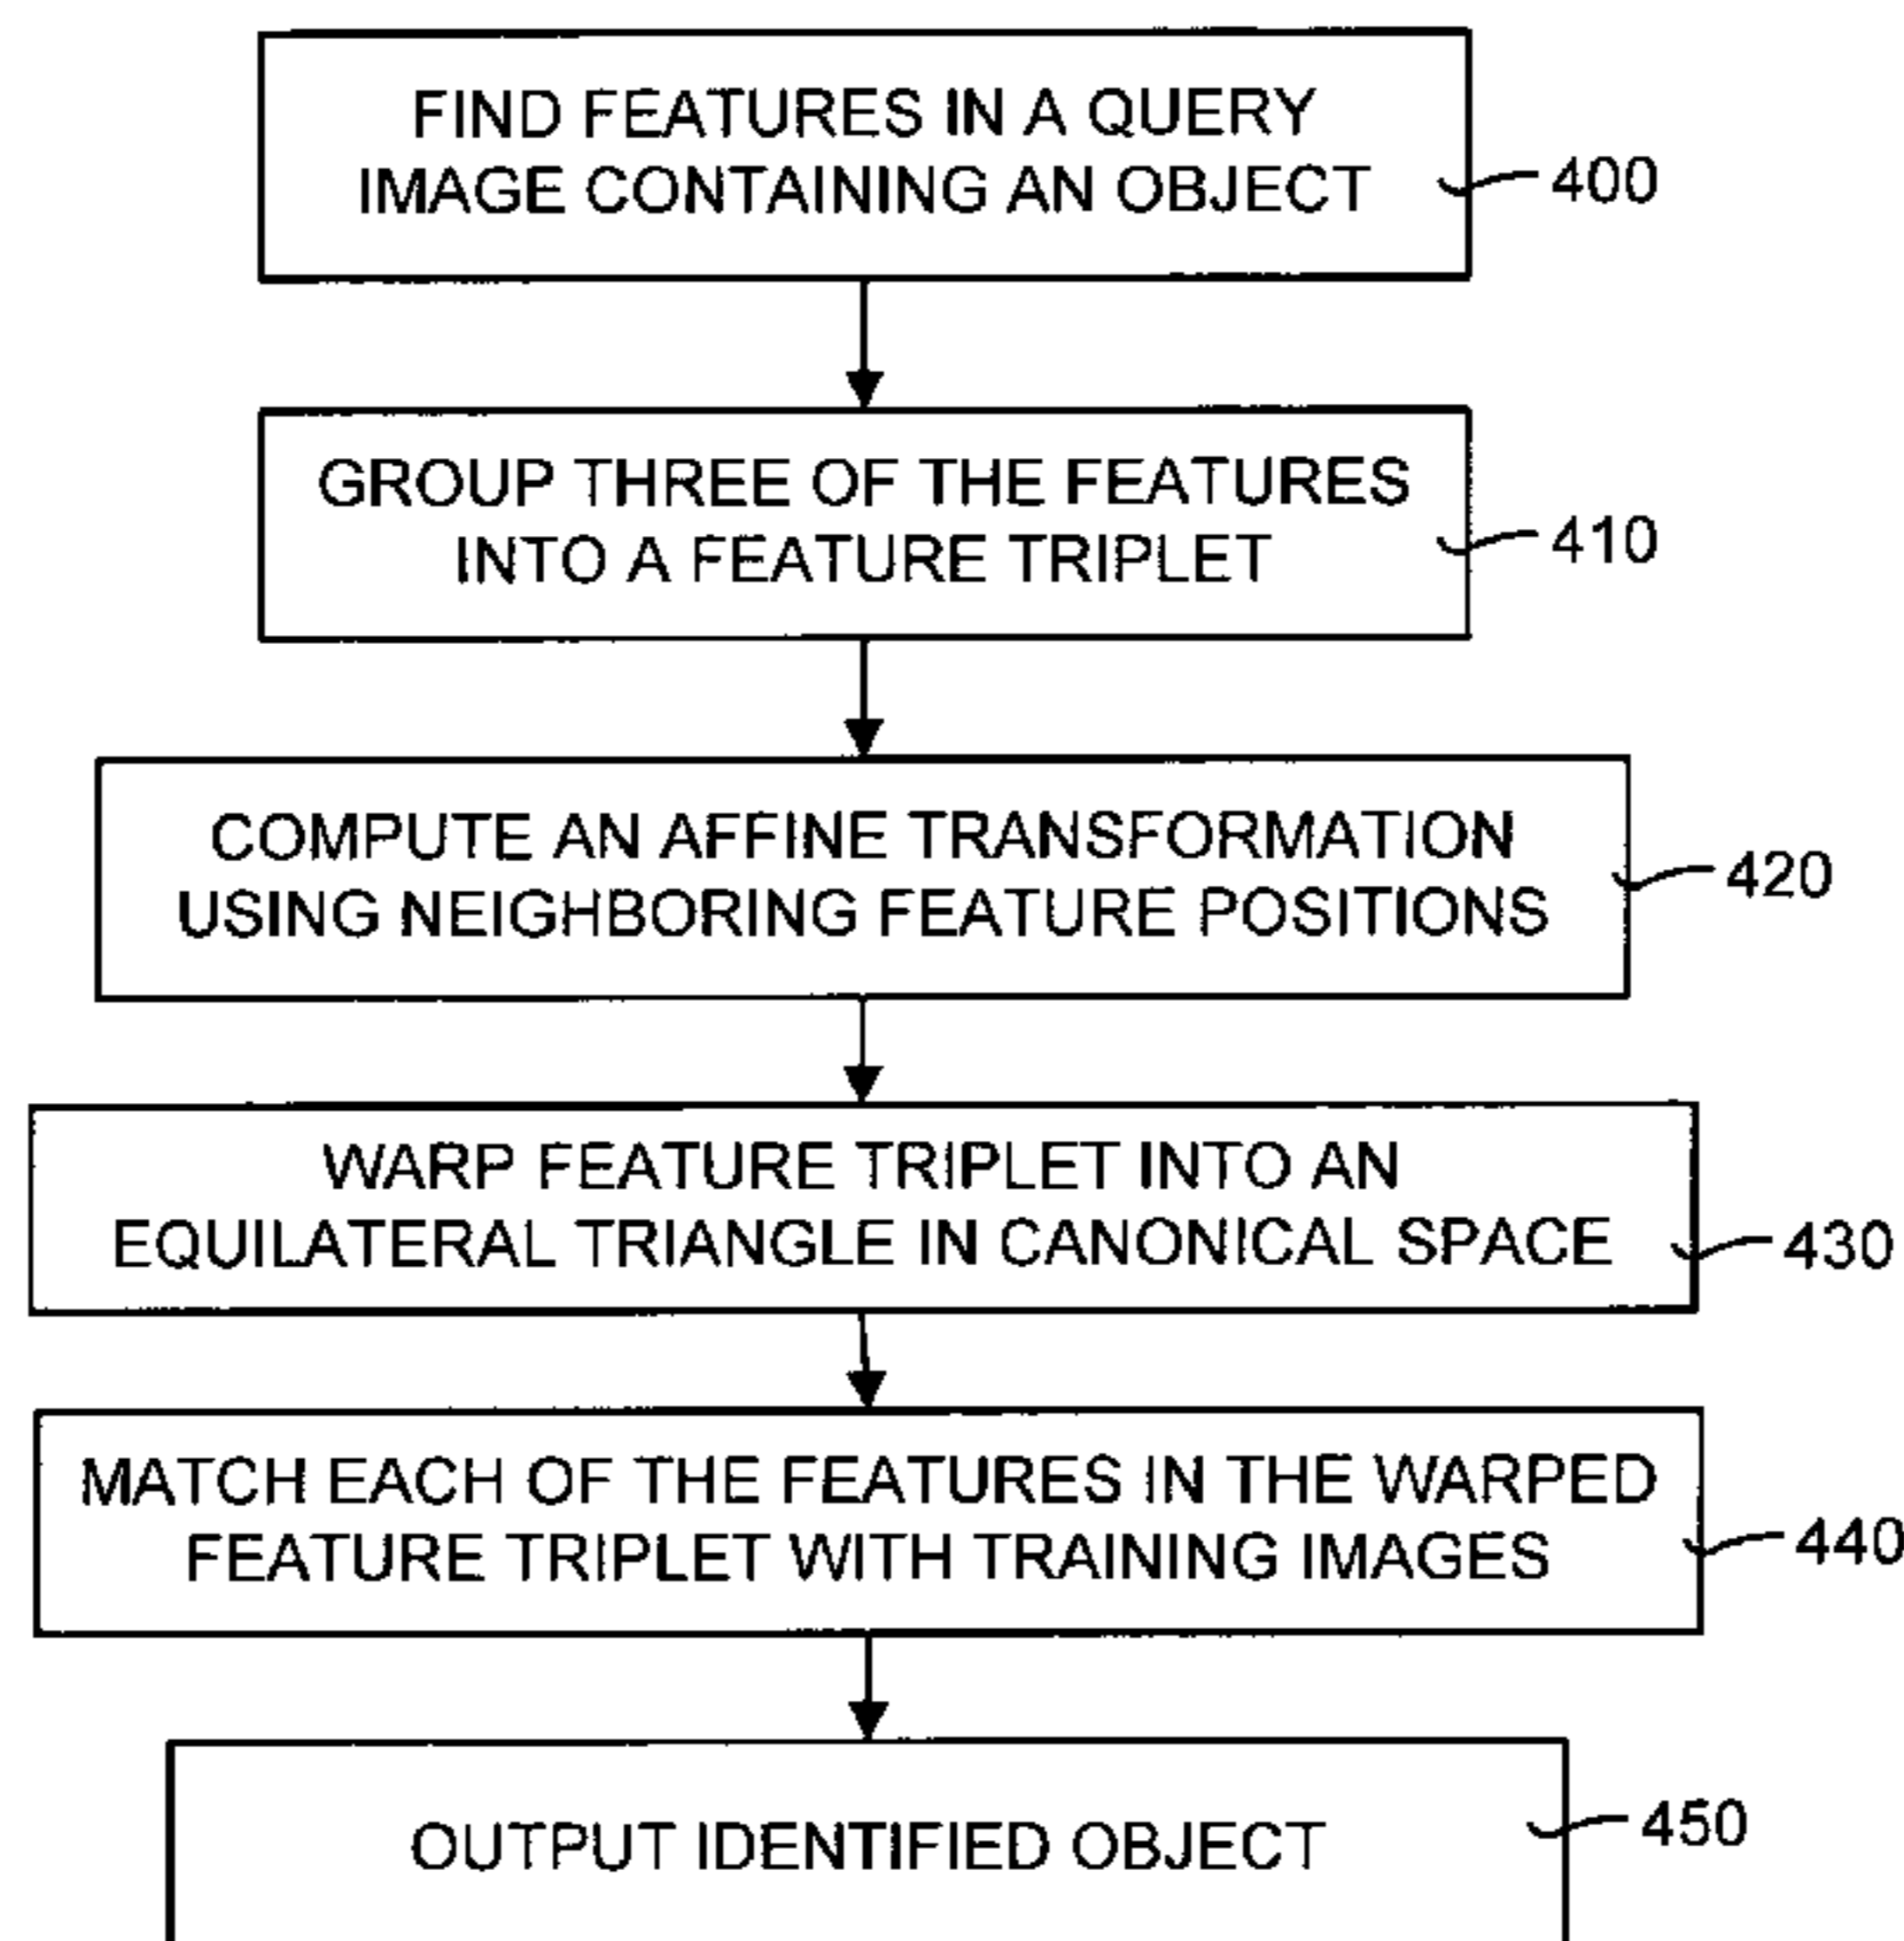 FIND FEATURES IN A QUERY
IMAGE CONTAINING AN OBJECT
400
GROUP THREE OF THE FEATURES
INTO A FEATURE TRIPLET
410
COMPUTE AN AFFINE TRANSFORMATION
USING NEIGHBORING FEATURE POSITIONS
420
WARP FEATURE TRIPLET INTO AN
EQUILATERAL TRIANGLE IN CANONICAL SPACE
430
MATCH EACH OF THE FEATURES IN THE WARPED
FEATURE TRIPLET WITH TRAINING IMAGES
440
OUTPUT IDENTIFIED OBJECT
450